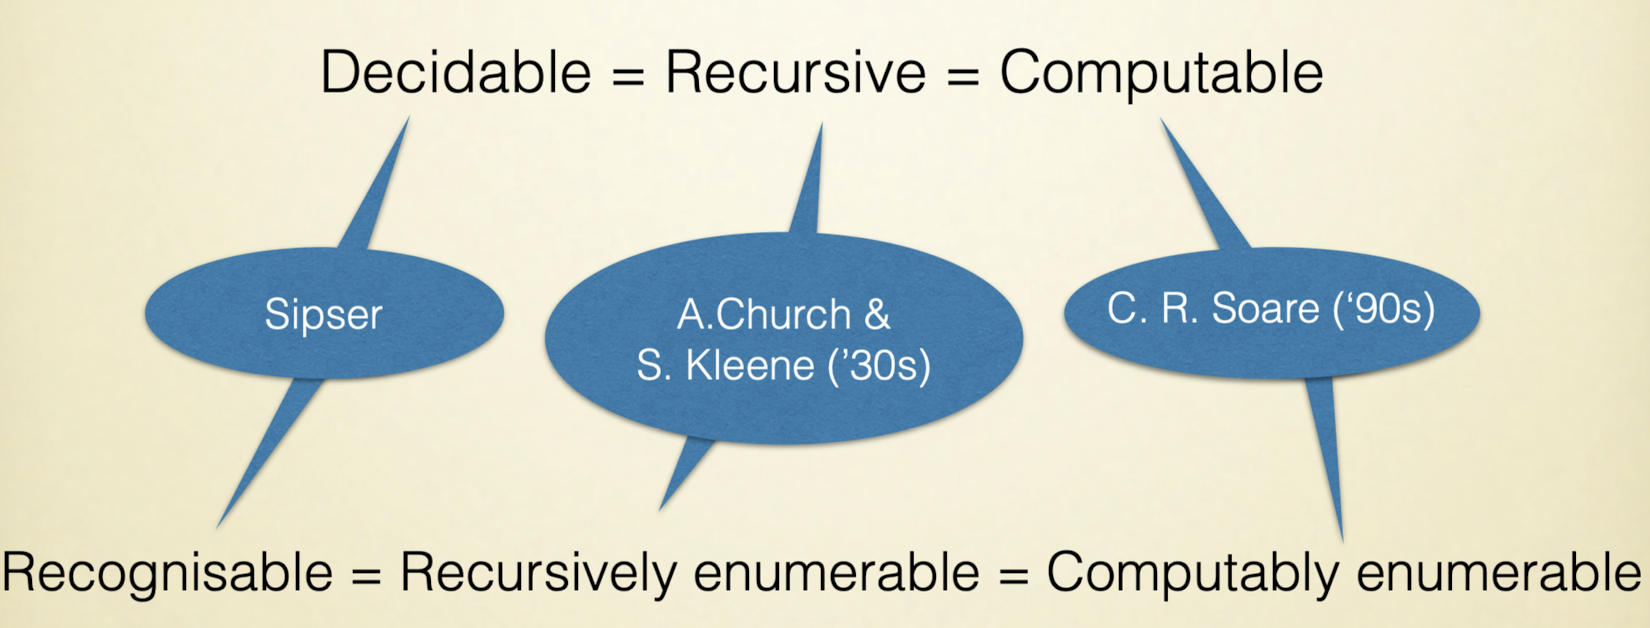 Decidable = Recursive = Computable
Sipser
A.Church &
S. Kleene (’30s)
C. R. Soare (‘90s)
Recognisable = Recursively enumerable = Computably enumerable